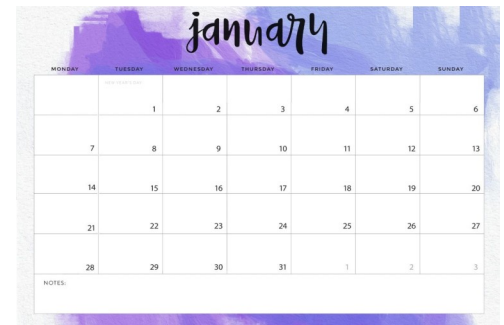 january
MONDAY TUESDAY WEDNESDAY THURSDAY FRIDAY SATURDAY SUNDAY
1 2 3 4 5 6
7 8 9 10 11 12 13
14 15 16 17 18 19 20
21 22 23 24 25 26 27
28 29 30 31 1 2 3
NOTES: